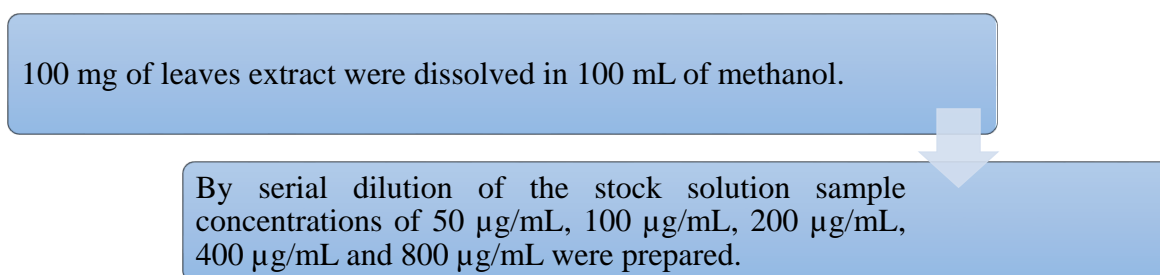 100 mg of leaves extract were dissolved in 100 mL of methanol.
By serial dilution of the stock solution sample
concentrations of 50 µg/mL, 100 µg/mL, 200 µg/mL,
400 µg/mL and 800 µg/mL were prepared.